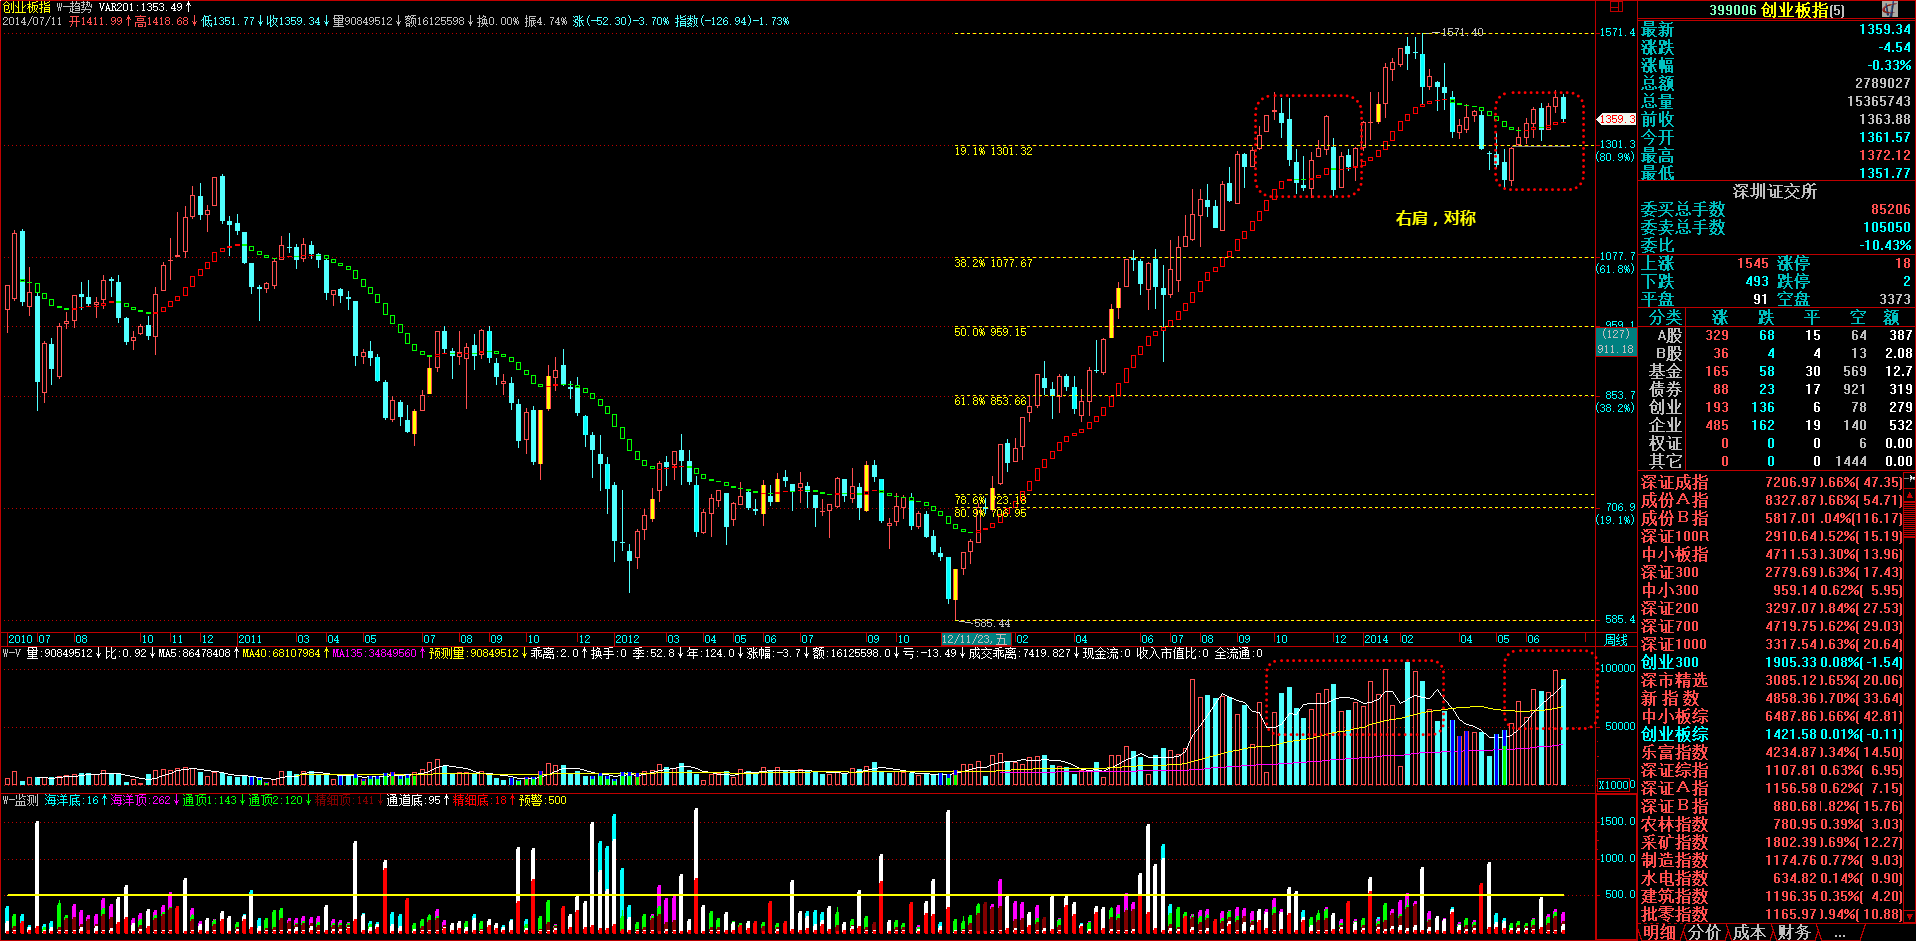 创业板指 W-趋势 VAR201:1353.49↑
2014/07/11 开1411.99↑高1418.68↓低1351.77↓收1359.34↓量90849512↓额16125598↓换0.00% 振4.74% 涨(-52.30)-3.70% 指数(-126.94)-1.73%
1571.40
19.1% 1301.32
右肩，对称
38.2% 1077.67
50.0% 959.15
61.8% 853.66
78.6% 723.18
80.9% 706.95
585.44
1571.4
1359.3
1301.3
(80.9%)
1077.7
(61.8%)
959.1
(127)
911.18
853.7
(38.2%)
706.9
(19.1%)
585.4
2010 07 08 10 11 12 2011 03 04 05 07 08 09 10 12 2012 03 04 05 06 07 09 10 12/11/23,五 02 04 06 07 08 09 10 12 2014 02 04 05 06 周线
W-V 量:90849512↓比:0.92↓MA5:86478408↑MA40:68107984↑MA135:34849560↑预测量:90849512↓乖离:2.0↑换手:0 季:52.8↓年:124.0↓涨幅:-3.7↓额:16125598.0↓亏:-13.49↓成交乖离:7419.827↓现金流:0 收入市值比:0 全流通:0
100000
50000
X10000
W-监测 海洋底:16↑海洋顶:262↓通顶1:143↓通顶2:120↓精细顶:141↓通道底:95↑精细底:18↑预警:500
1500.0
1000.0
500.0
399006 创业板指(5)
最新 1359.34
涨跌 -4.54
涨幅 -0.33%
总额 2789027
总量 15365743
前收 1363.88
今开 1361.57
最高 1372.12
最低 1351.77
深圳证交所
委买总手数 85206
委卖总手数 105050
委比 -10.43%
上涨 1545 涨停 18
下跌 493 跌停 2
平盘 91 空盘 3373
分类 涨 跌 平 空 额
A股 329 68 15 64 387
B股 36 4 4 13 2.08
基金 165 58 30 569 12.7
债券 88 23 17 921 319
创业 193 136 6 78 279
企业 485 162 19 140 532
权证 0 0 0 6 0.00
其它 0 0 0 1444 0.00
深证成指 7206.97 .66%( 47.35)
成份A指 8327.87 .66%( 54.71)
成份B指 5817.01 .04%(116.17)
深证100R 2910.64 .52%( 15.19)
中小板指 4711.53 .30%( 13.96)
深证300 2779.69 .63%( 17.43)
中小300 959.14 0.62%( 5.95)
深证200 3297.07 .84%( 27.53)
深证700 4719.75 .62%( 29.03)
深证1000 3317.54 .63%( 20.64)
创业300 1905.33 0.08%( -1.54)
深市精选 3085.12 .65%( 20.06)
新指数 4858.36 .70%( 33.64)
中小板综 6487.86 .66%( 42.81)
创业板综 1421.58 0.01%( -0.11)
乐富指数 4234.87 .34%( 14.50)
深证综指 1107.81 0.63%( 6.95)
深证A指 1156.58 0.62%( 7.15)
深证B指 880.68 .82%( 15.76)
农林指数 780.95 0.39%( 3.03)
采矿指数 1802.39 .69%( 12.27)
制造指数 1174.76 0.77%( 9.03)
水电指数 634.82 0.14%( 0.90)
建筑指数 1196.35 0.35%( 4.20)
批零指数 1165.97 .94%( 10.88)
明细 分价 成本 财务 ...